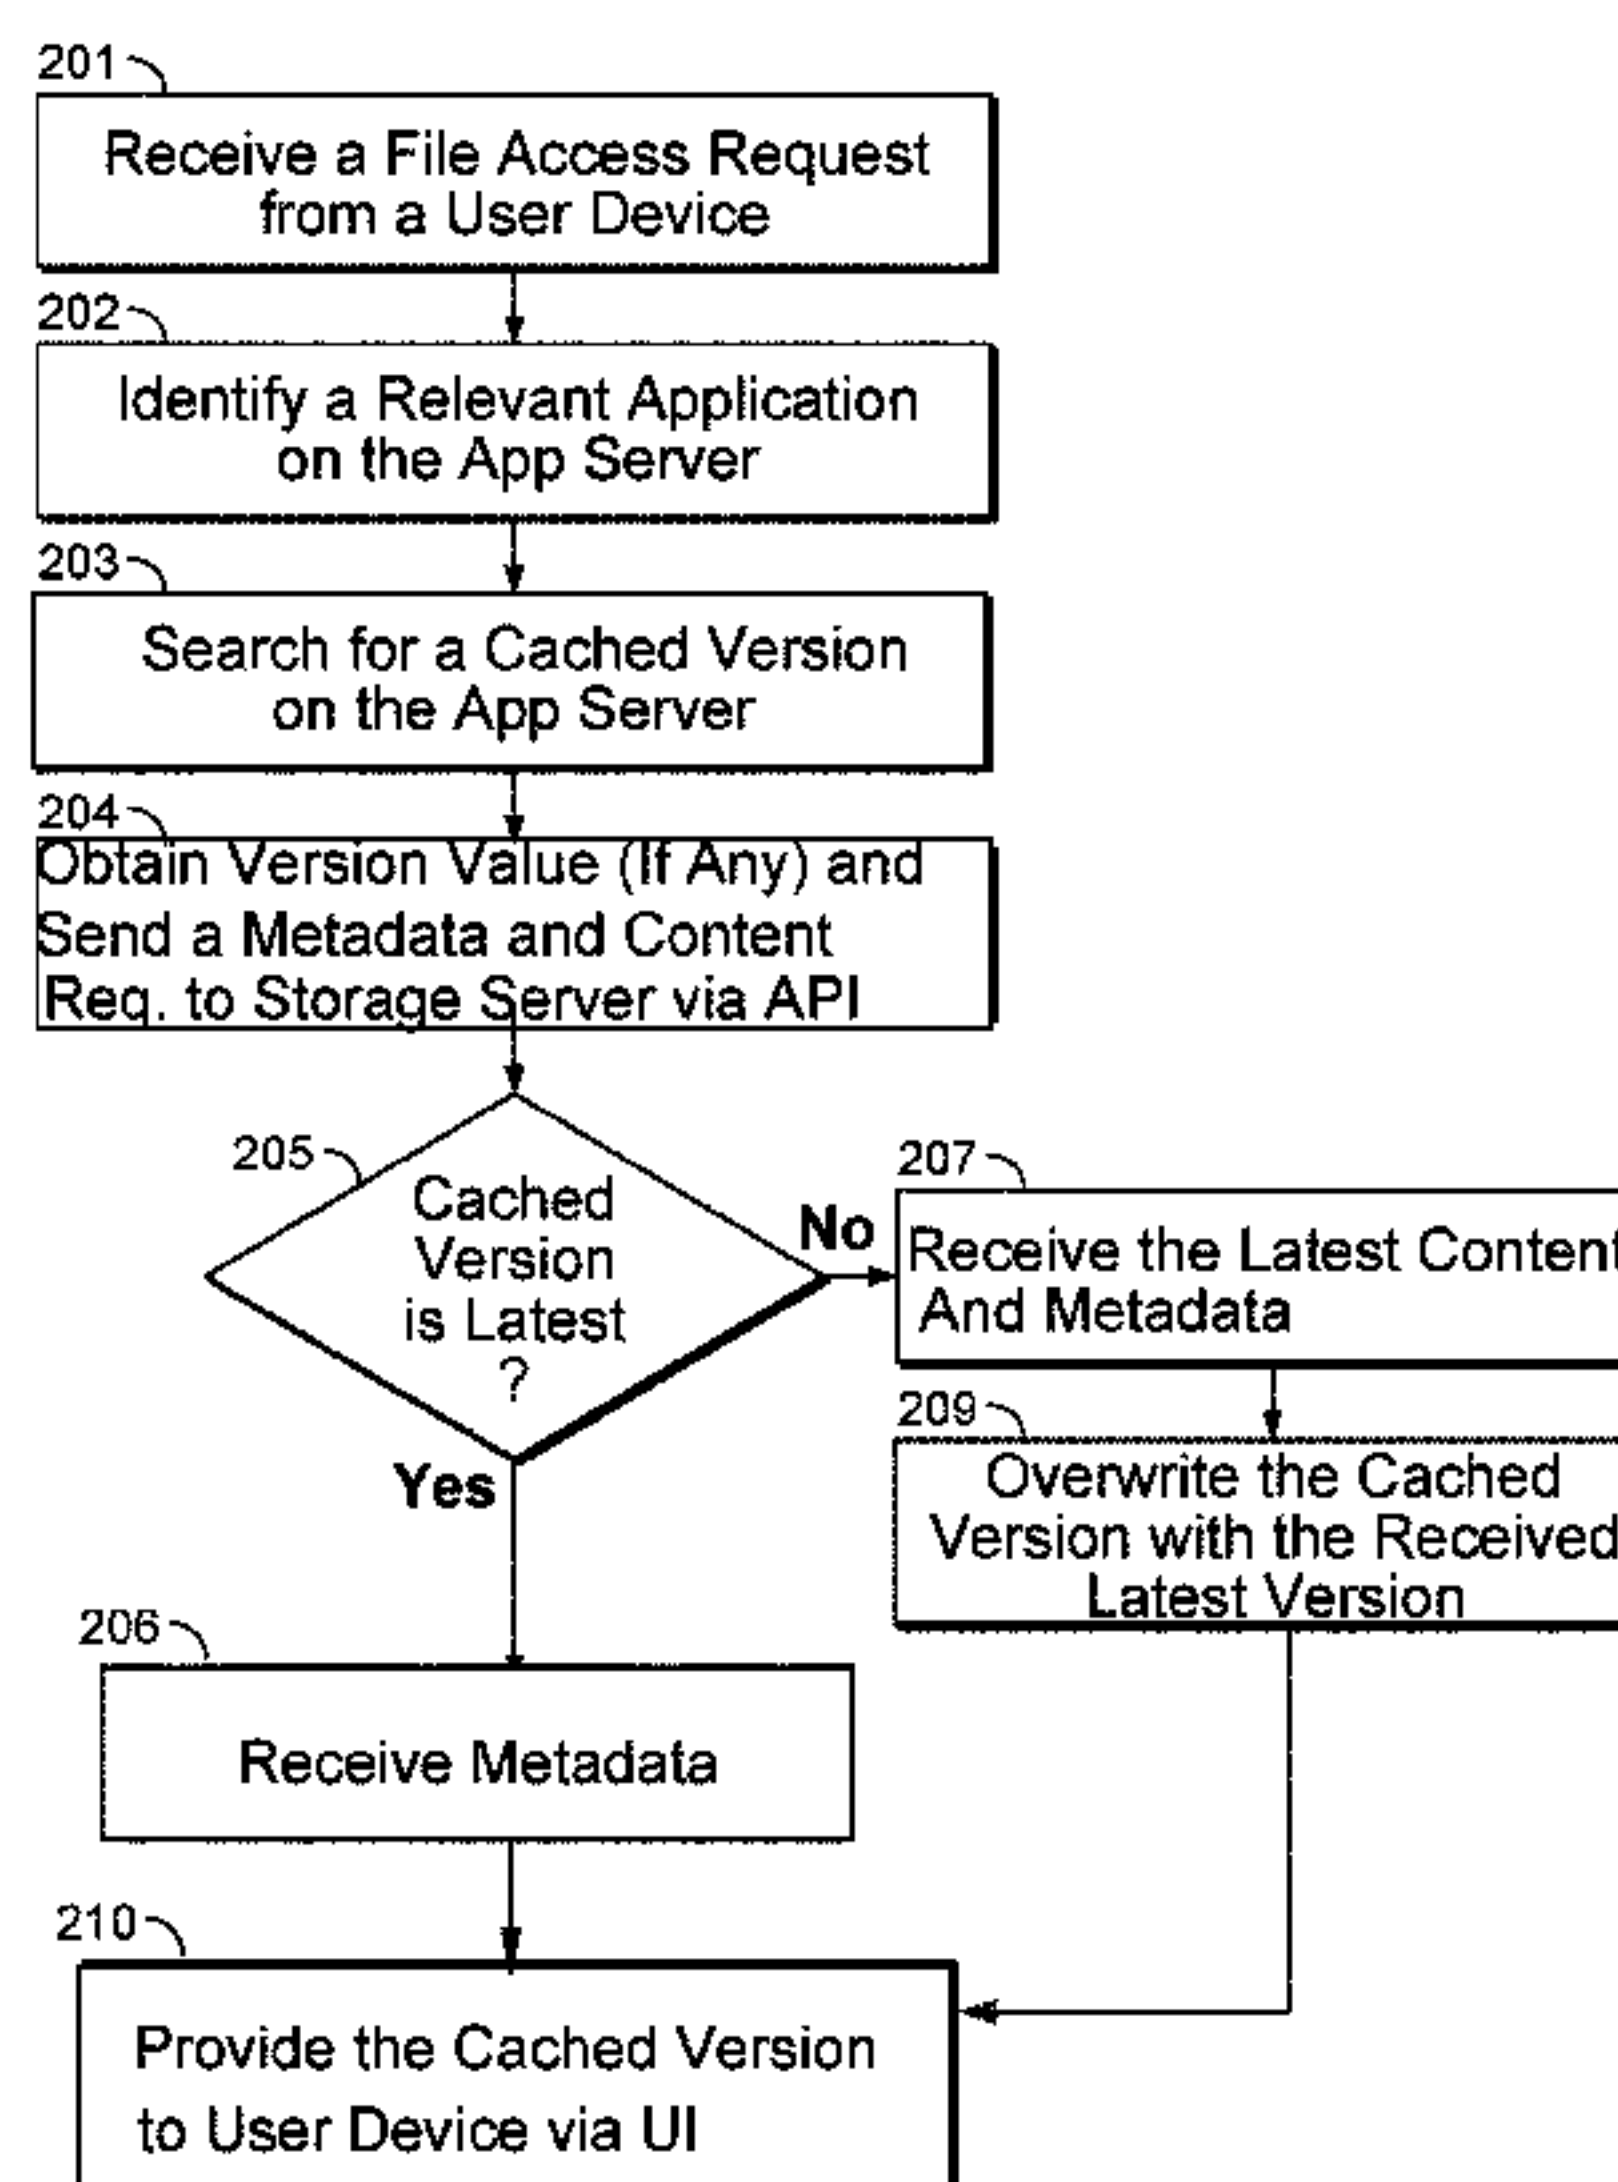 201
Receive a File Access Request
from a User Device
202
Identify a Relevant Application
on the App Server
203
Search for a Cached Version
on the App Server
204
Obtain Version Value (If Any) and
Send a Metadata and Content
Req. to Storage Server via API
205
Cached
Version
is Latest
?
No
207
Receive the Latest Content
And Metadata
209
Overwrite the Cached
Version with the Received
Latest Version
Yes
206
Receive Metadata
210
Provide the Cached Version
to User Device via UI